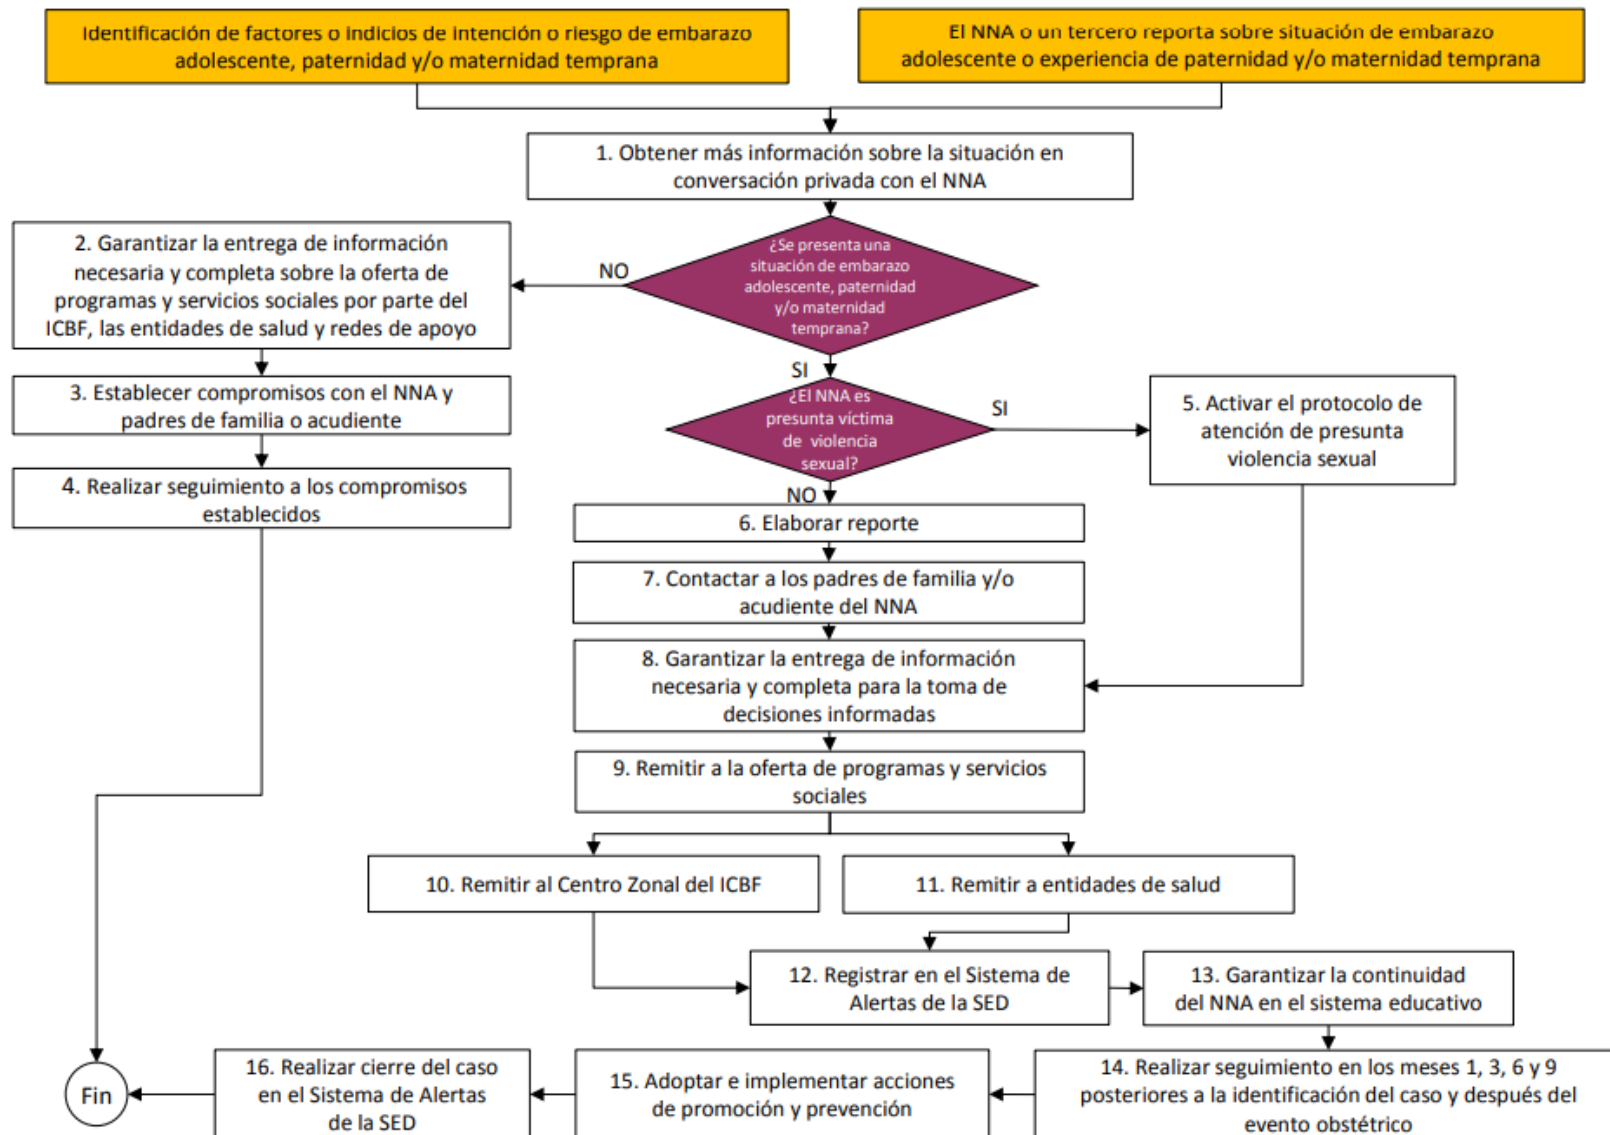 Identificación de factores o indicios de intención o riesgo de embarazo
adolescente, paternidad y/o maternidad temprana
El NNA o un tercero reporta sobre situación de embarazo
adolescente o experiencia de paternidad y/o maternidad temprana
1. Obtener más información sobre la situación en
conversación privada con el NNA
¿Se presenta una
situación de embarazo
adolescente, paternidad
y/o maternidad
temprana?
NO
2. Garantizar la entrega de información
necesaria y completa sobre la oferta de
programas y servicios sociales por parte del
ICBF, las entidades de salud y redes de apoyo
3. Establecer compromisos con el NNA y
padres de familia o acudiente
4. Realizar seguimiento a los compromisos
establecidos
SI
¿El NNA es
presunta víctima
de violencia
sexual?
SI
5. Activar el protocolo de
atención de presunta
violencia sexual
NO
6. Elaborar reporte
7. Contactar a los padres de familia y/o
acudiente del NNA
8. Garantizar la entrega de información
necesaria y completa para la toma de
decisiones informadas
9. Remitir a la oferta de programas y servicios
sociales
10. Remitir al Centro Zonal del ICBF
11. Remitir a entidades de salud
12. Registrar en el Sistema de
Alertas de la SED
13. Garantizar la continuidad
del NNA en el sistema educativo
14. Realizar seguimiento en los meses 1, 3, 6 y 9
posteriores a la identificación del caso y después del
evento obstétrico
15. Adoptar e implementar acciones
de promoción y prevención
16. Realizar cierre del caso
en el Sistema de Alertas
de la SED
Fin